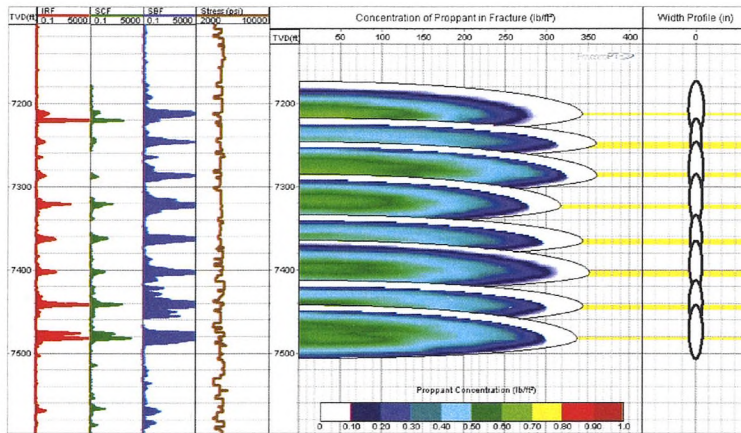 IRF SCF SBF Stress (psi) Concentration of Proppant in Fracture (lb/ft²) Width Profile (in)
TVD(ft) 0.1 5000 0.1 5000 0.1 5000 2000 10000 TVD(ft) 50 100 150 200 250 300 350 400 0
7200 7200
7300 7300
7400 7400
7500 7500
Proppant Concentration (lb/ft²)
0 0.10 0.20 0.30 0.40 0.50 0.60 0.70 0.80 0.90 1.0